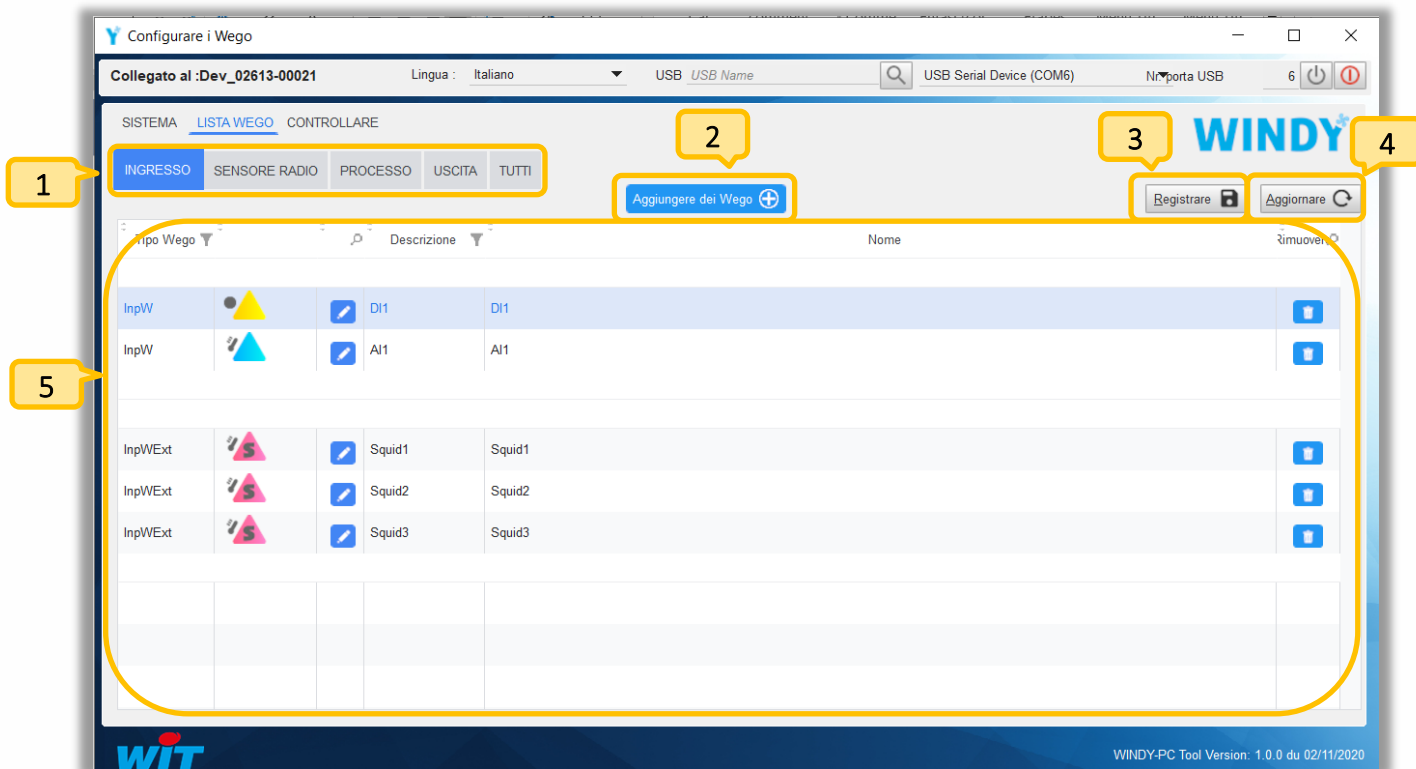 Configurare i Wego
Collegato al :Dev_02613-00021 Lingua : Italiano USB USB Name USB Serial Device (COM6) Nr porta USB 6
SISTEMA LISTA WEGO CONTROLLARE
WINDY
2
3
4
1
INGRESSO SENSORE RADIO PROCESSO USCITA TUTTI
Aggiungere dei Wego
Registrare
Aggiornare
Tipo Wego Descrizione Nome Rimuover
InpW DI1 DI1
InpW AI1 AI1
5
InpWExt S Squid1 Squid1
InpWExt S Squid2 Squid2
InpWExt S Squid3 Squid3
wit
WINDY-PC Tool Version: 1.0.0 du 02/11/2020